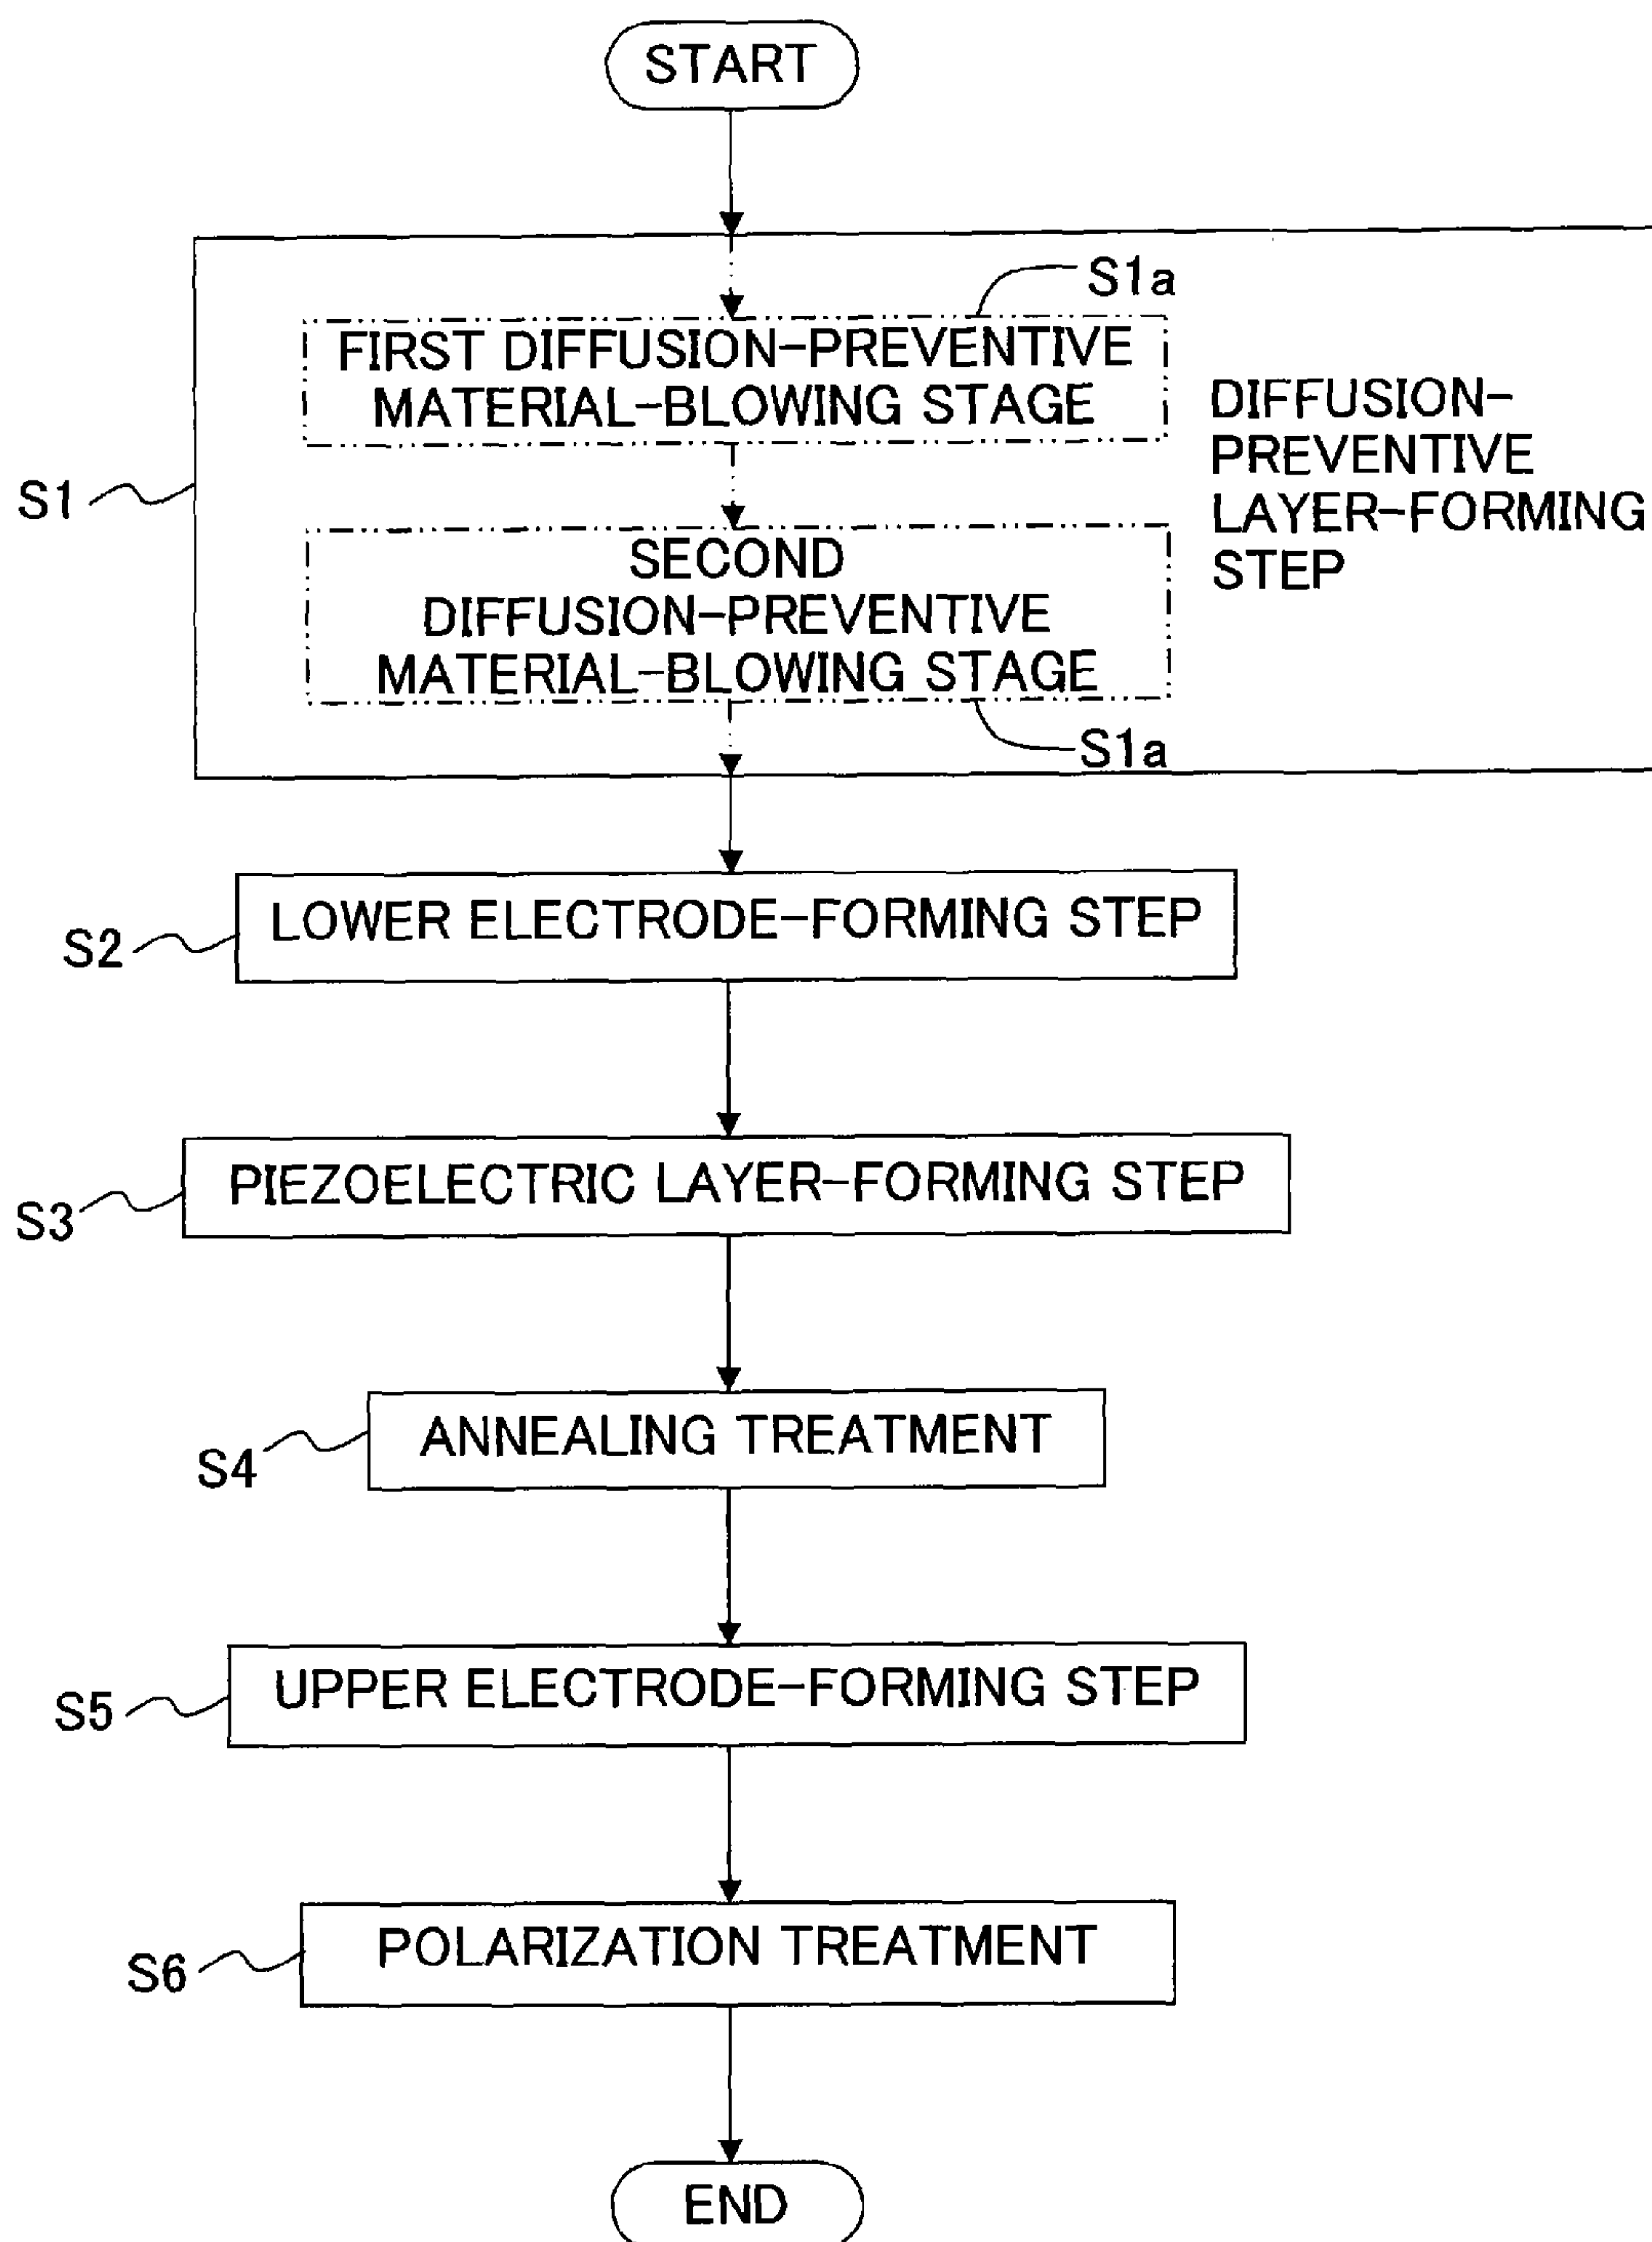 START
S1a
FIRST DIFFUSION-PREVENTIVE
MATERIAL-BLOWING STAGE
DIFFUSION-
PREVENTIVE
LAYER-FORMING
STEP
S1
SECOND
DIFFUSION-PREVENTIVE
MATERIAL-BLOWING STAGE
S1a
LOWER ELECTRODE-FORMING STEP
S2
PIEZOELECTRIC LAYER-FORMING STEP
S3
ANNEALING TREATMENT
S4
UPPER ELECTRODE-FORMING STEP
S5
POLARIZATION TREATMENT
S6
END